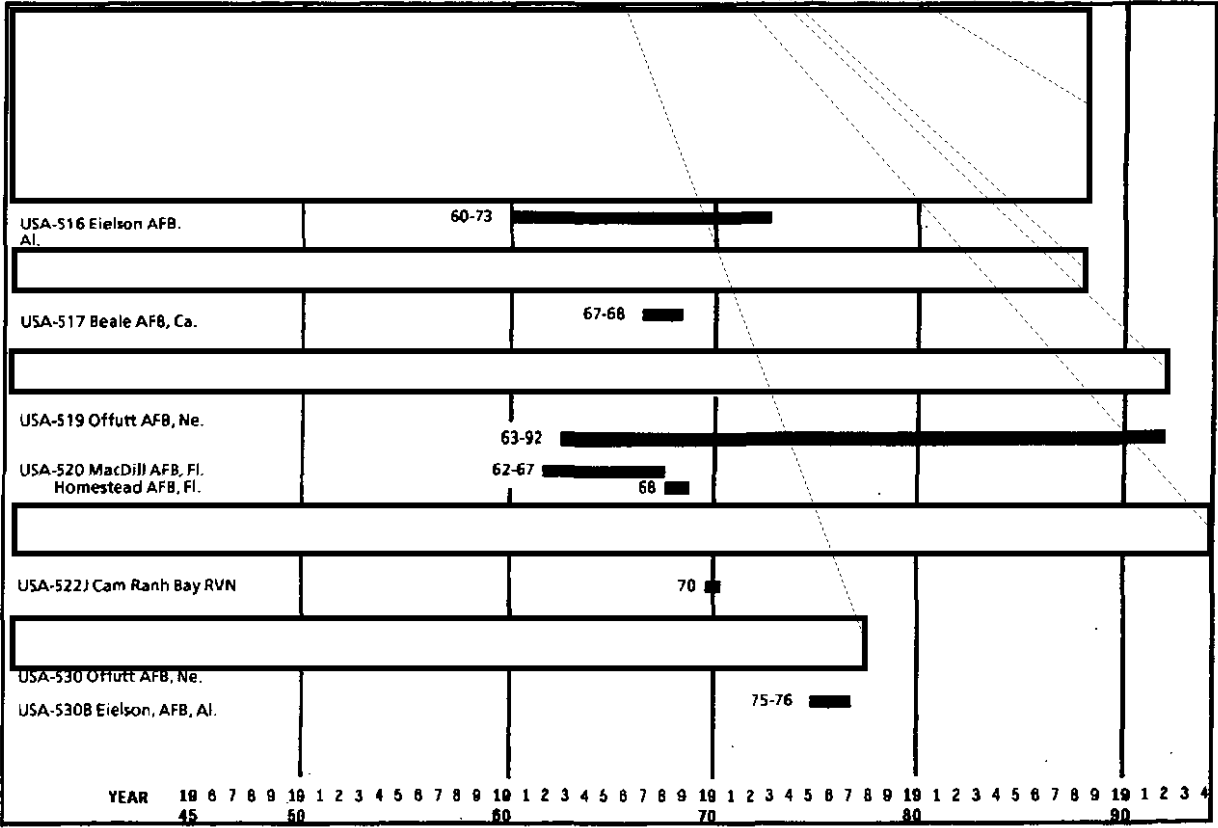 USA-516 Eielson AFB. 60-73
Al.
USA-517 Beale AFB, Ca. 67-68
USA-519 Offutt AFB, Ne.
63-92
USA-520 MacDill AFB, Fl. 62-67
Homestead AFB, Fl. 68
USA-522J Cam Ranh Bay RVN 70
USA-530 Offutt AFB, Ne.
USA-530B Eielson, AFB, Al. 75-76
YEAR 19 6 7 8 9 19 1 2 3 4 5 6 7 8 9 19 1 2 3 4 5 6 7 8 9 19 1 2 3 4 5 6 7 8 9 19 1 2 3 4 5 6 7 8 9 19 1 2 3 4
45 50 60 70 80 90